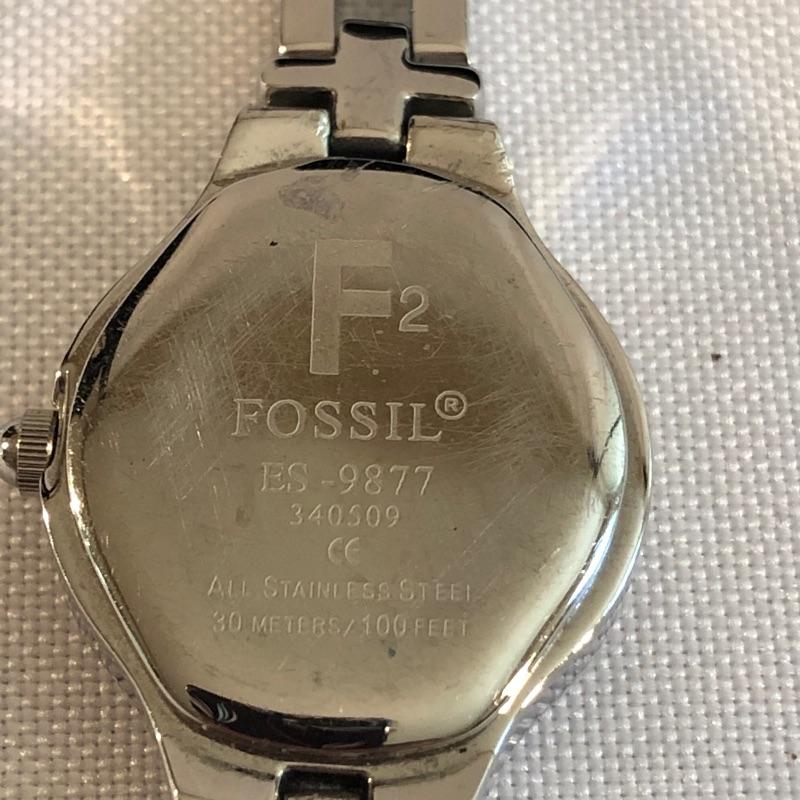 F2
FOSSIL®
ES-9877
340509
CE
ALL STAINLESS STEEL
30 METERS/100 FEET